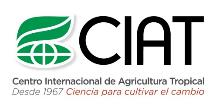 CIAT
Centro Internacional de Agricultura Tropical
Desde 1967 Ciencia para cultivar el cambio